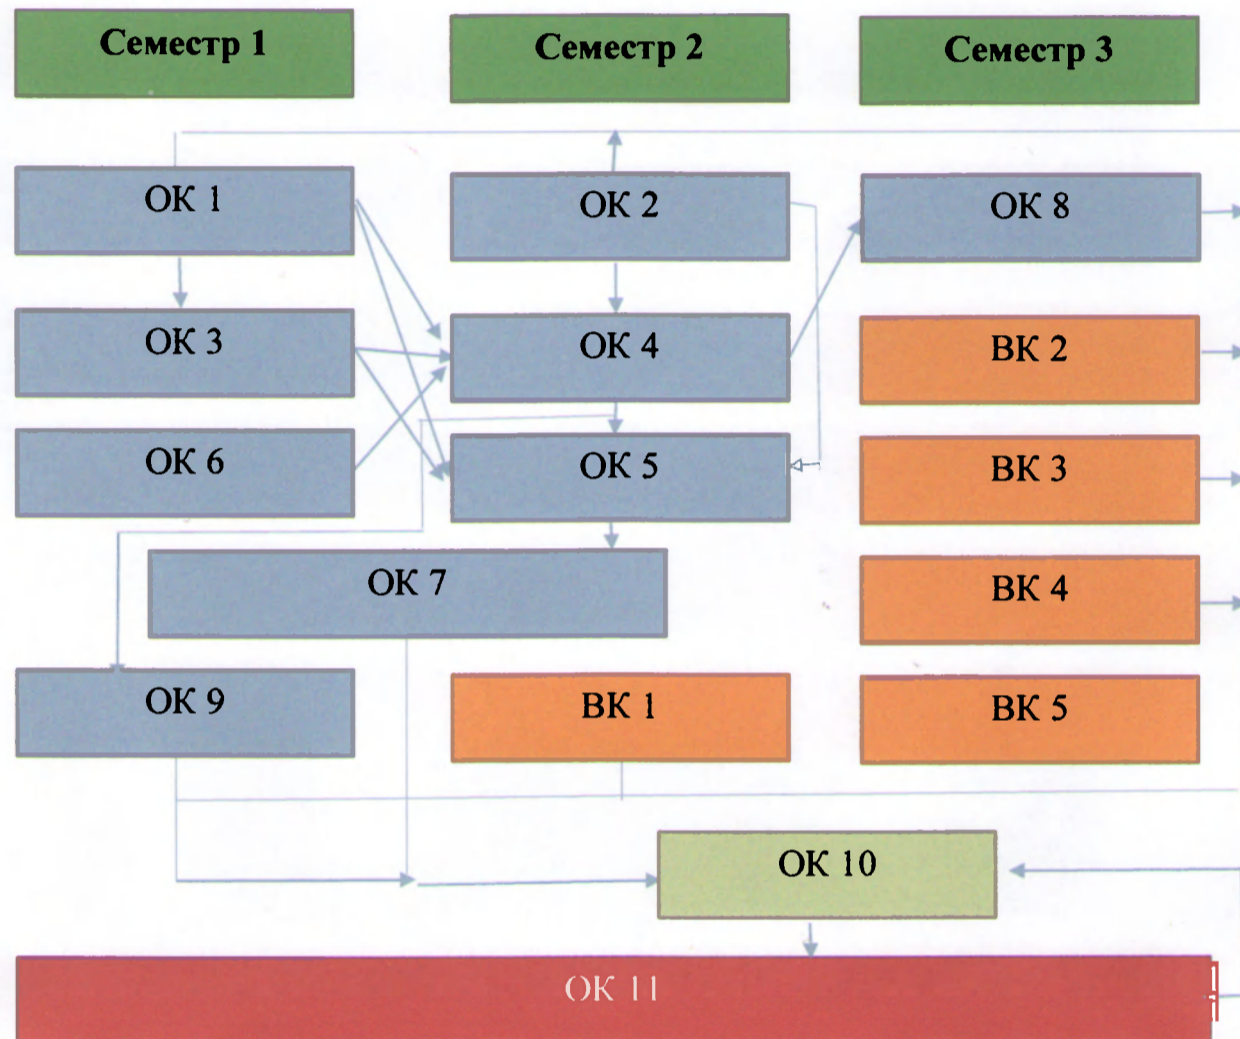 Семестр 1
Семестр 2
Семестр 3
ОК 1
ОК 2
ОК 8
ОК 3
ОК 4
ВК 2
ОК 6
ОК 5
ВК 3
ОК 7
ВК 4
ОК 9
ВК 1
ВК 5
ОК 10
ОК 11